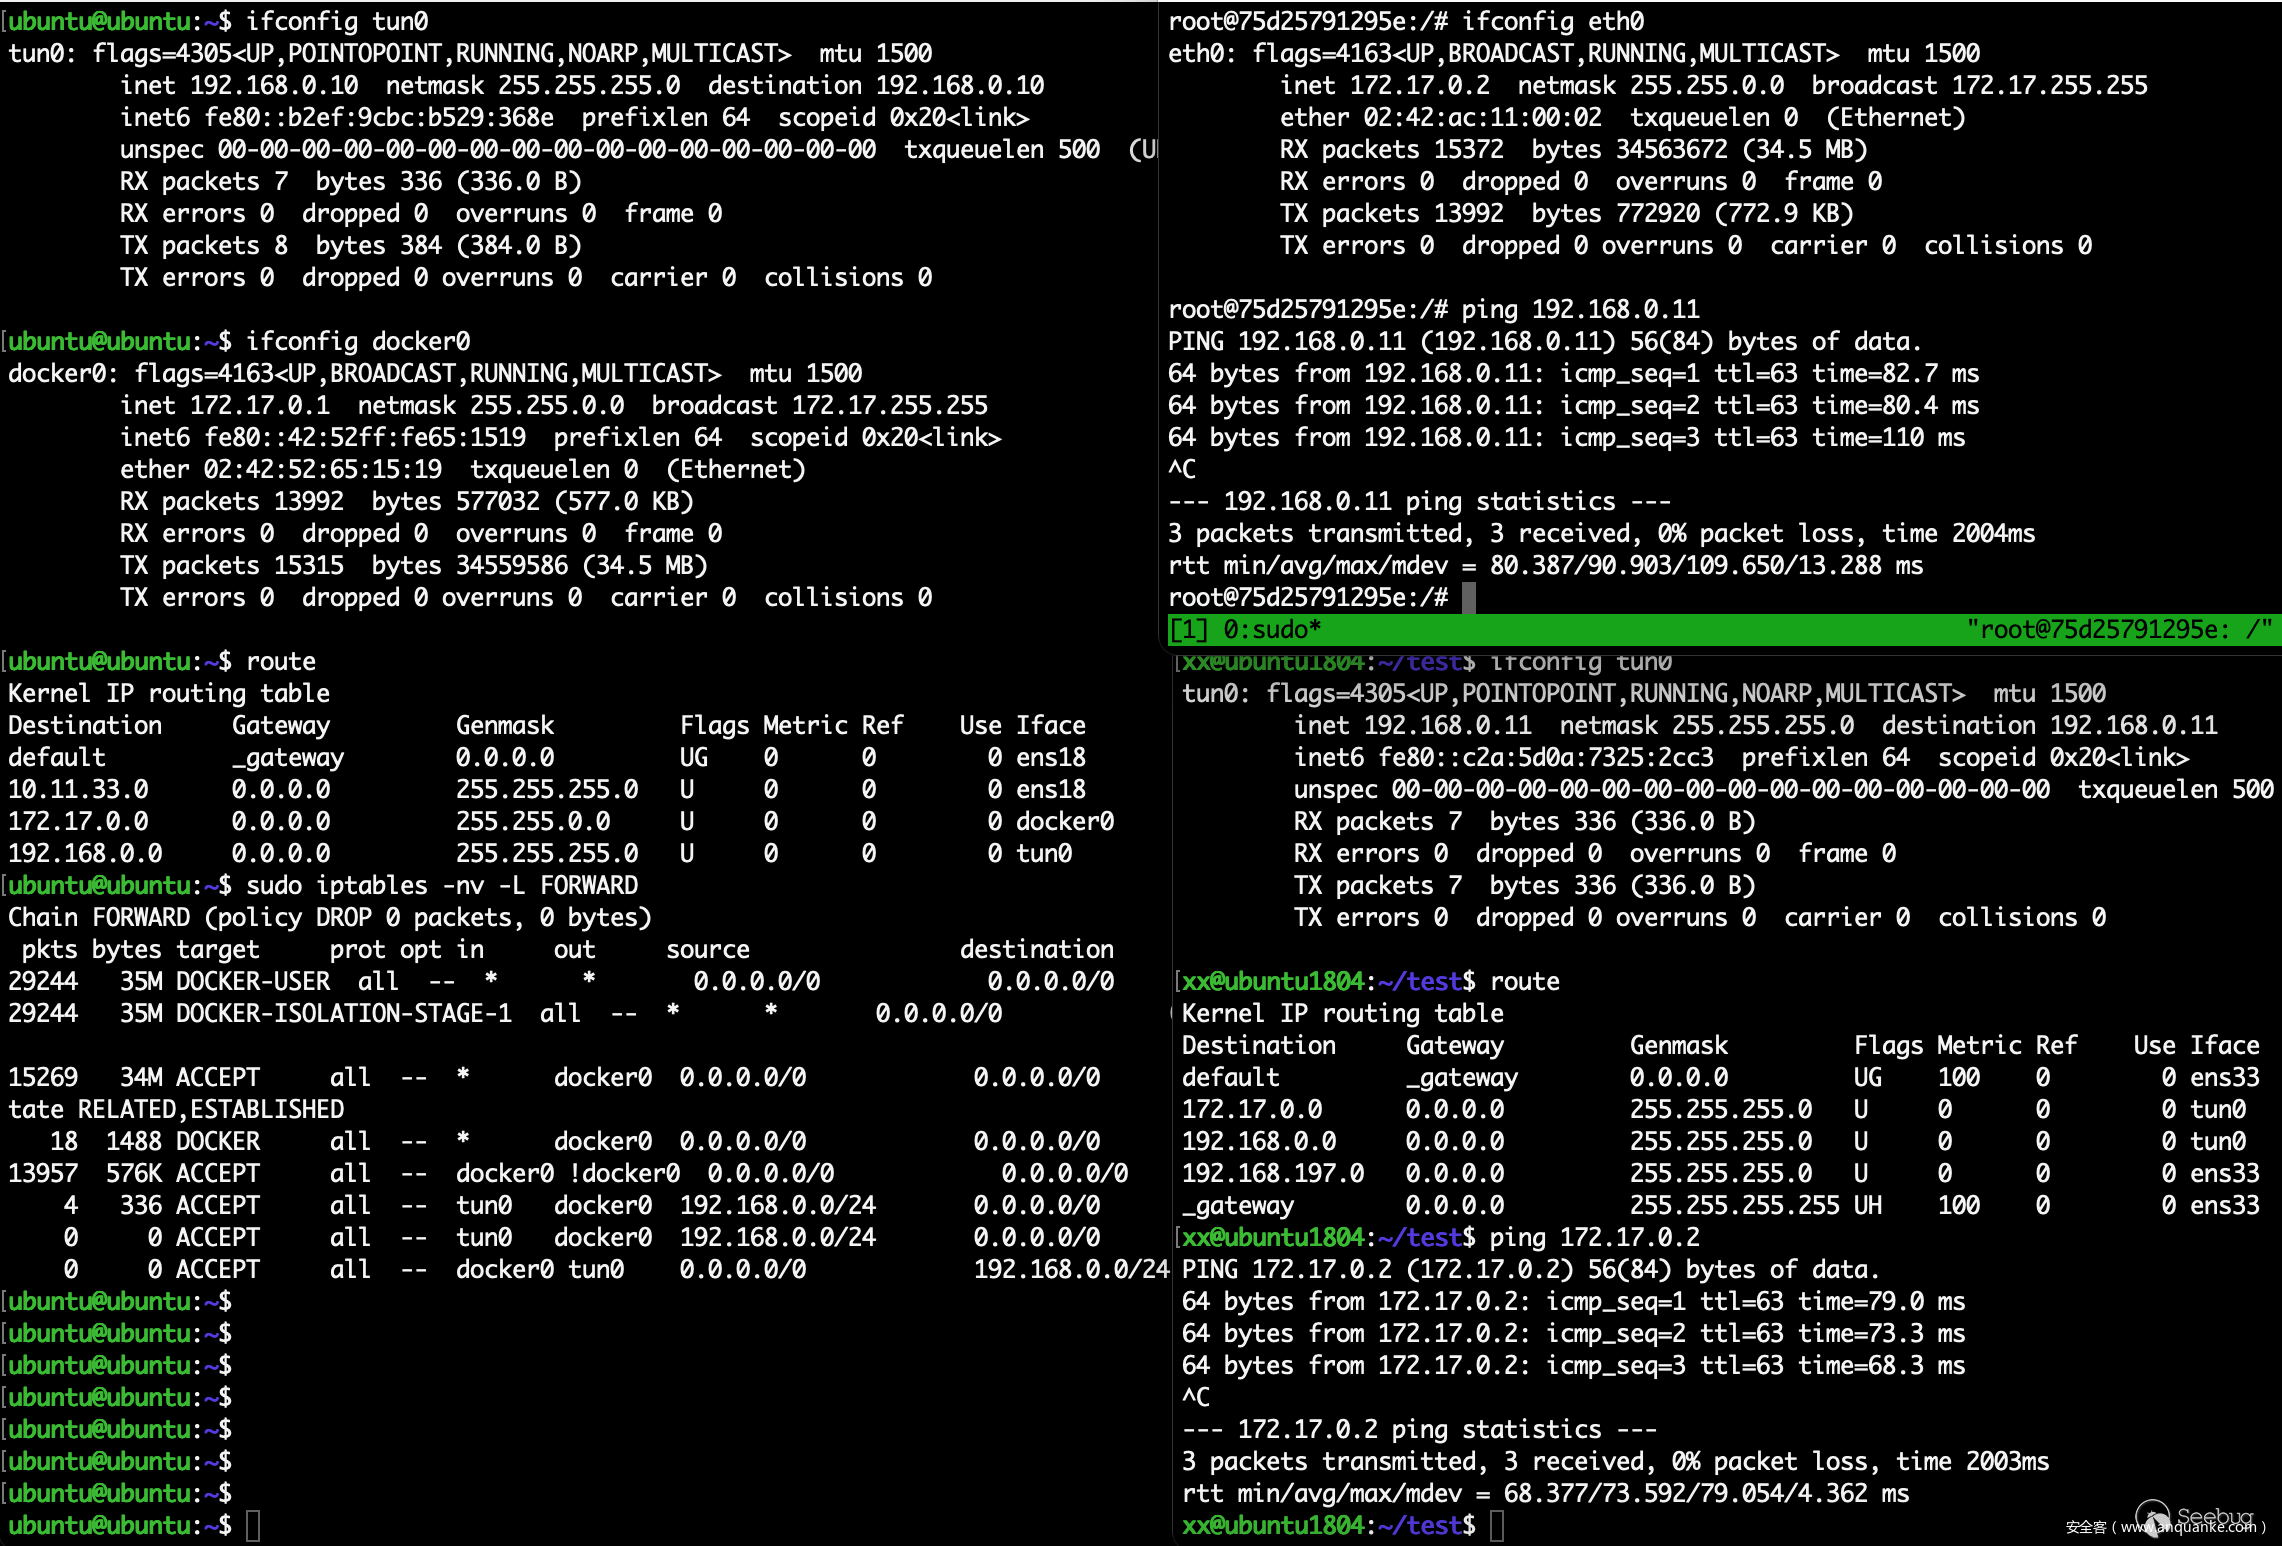 [ubuntu@ubuntu:~$ ifconfig tun0
tun0: flags=4305<UP,POINTOPOINT,RUNNING,NOARP,MULTICAST>  mtu 1500
        inet 192.168.0.10  netmask 255.255.255.0  destination 192.168.0.10
        inet6 fe80::b2ef:9cbc:b529:368e  prefixlen 64  scopeid 0x20<link>
        unspec 00-00-00-00-00-00-00-00-00-00-00-00-00-00-00-00  txqueuelen 500  (U
        RX packets 7  bytes 336 (336.0 B)
        RX errors 0  dropped 0  overruns 0  frame 0
        TX packets 8  bytes 384 (384.0 B)
        TX errors 0  dropped 0 overruns 0  carrier 0  collisions 0
[ubuntu@ubuntu:~$ ifconfig docker0
docker0: flags=4163<UP,BROADCAST,RUNNING,MULTICAST>  mtu 1500
        inet 172.17.0.1  netmask 255.255.0.0  broadcast 172.17.255.255
        inet6 fe80::42:52ff:fe65:1519  prefixlen 64  scopeid 0x20<link>
        ether 02:42:52:65:15:19  txqueuelen 0  (Ethernet)
        RX packets 13992  bytes 577032 (577.0 KB)
        RX errors 0  dropped 0  overruns 0  frame 0
        TX packets 15315  bytes 34559586 (34.5 MB)
        TX errors 0  dropped 0 overruns 0  carrier 0  collisions 0
[ubuntu@ubuntu:~$ route
Kernel IP routing table
Destination     Gateway         Genmask         Flags Metric Ref    Use Iface
default         _gateway        0.0.0.0         UG    0      0        0 ens18
10.11.33.0      0.0.0.0         255.255.255.0   U     0      0        0 ens18
172.17.0.0      0.0.0.0         255.255.0.0     U     0      0        0 docker0
192.168.0.0     0.0.0.0         255.255.255.0   U     0      0        0 tun0
[ubuntu@ubuntu:~$ sudo iptables -nv -L FORWARD
Chain FORWARD (policy DROP 0 packets, 0 bytes)
 pkts bytes target     prot opt in     out     source               destination
29244   35M DOCKER-USER  all  --  *      *       0.0.0.0/0            0.0.0.0/0
29244   35M DOCKER-ISOLATION-STAGE-1  all  --  *      *       0.0.0.0/0
15269   34M ACCEPT     all  --  *      docker0  0.0.0.0/0            0.0.0.0/0
tate RELATED,ESTABLISHED
   18  1488 DOCKER     all  --  *      docker0  0.0.0.0/0            0.0.0.0/0
13957  576K ACCEPT     all  --  docker0 !docker0  0.0.0.0/0            0.0.0.0/0
    4   336 ACCEPT     all  --  tun0   docker0  192.168.0.0/24       0.0.0.0/0
    0     0 ACCEPT     all  --  tun0   docker0  192.168.0.0/24       0.0.0.0/0
    0     0 ACCEPT     all  --  docker0 tun0    0.0.0.0/0            192.168.0.0/24
[ubuntu@ubuntu:~$
[ubuntu@ubuntu:~$
[ubuntu@ubuntu:~$
[ubuntu@ubuntu:~$
[ubuntu@ubuntu:~$
[ubuntu@ubuntu:~$
[ubuntu@ubuntu:~$
ubuntu@ubuntu:~$
root@75d25791295e:/# ifconfig eth0
eth0: flags=4163<UP,BROADCAST,RUNNING,MULTICAST>  mtu 1500
        inet 172.17.0.2  netmask 255.255.0.0  broadcast 172.17.255.255
        ether 02:42:ac:11:00:02  txqueuelen 0  (Ethernet)
        RX packets 15372  bytes 34563672 (34.5 MB)
        RX errors 0  dropped 0  overruns 0  frame 0
        TX packets 13992  bytes 772920 (772.9 KB)
        TX errors 0  dropped 0 overruns 0  carrier 0  collisions 0
root@75d25791295e:/# ping 192.168.0.11
PING 192.168.0.11 (192.168.0.11) 56(84) bytes of data.
64 bytes from 192.168.0.11: icmp_seq=1 ttl=63 time=82.7 ms
64 bytes from 192.168.0.11: icmp_seq=2 ttl=63 time=80.4 ms
64 bytes from 192.168.0.11: icmp_seq=3 ttl=63 time=110 ms
^C
--- 192.168.0.11 ping statistics ---
3 packets transmitted, 3 received, 0% packet loss, time 2004ms
rtt min/avg/max/mdev = 80.387/90.903/109.650/13.288 ms
root@75d25791295e:/#
[1] 0:sudo*                                              "root@75d25791295e: /"
[xx@ubuntu1804:~/test$ ifconfig tun0
tun0: flags=4305<UP,POINTOPOINT,RUNNING,NOARP,MULTICAST>  mtu 1500
        inet 192.168.0.11  netmask 255.255.255.0  destination 192.168.0.11
        inet6 fe80::c2a:5d0a:7325:2cc3  prefixlen 64  scopeid 0x20<link>
        unspec 00-00-00-00-00-00-00-00-00-00-00-00-00-00-00-00  txqueuelen 500
        RX packets 7  bytes 336 (336.0 B)
        RX errors 0  dropped 0  overruns 0  frame 0
        TX packets 7  bytes 336 (336.0 B)
        TX errors 0  dropped 0 overruns 0  carrier 0  collisions 0
[xx@ubuntu1804:~/test$ route
Kernel IP routing table
Destination     Gateway         Genmask         Flags Metric Ref    Use Iface
default         _gateway        0.0.0.0         UG    100    0        0 ens33
172.17.0.0      0.0.0.0         255.255.255.0   U     0      0        0 tun0
192.168.0.0     0.0.0.0         255.255.255.0   U     0      0        0 tun0
192.168.197.0   0.0.0.0         255.255.255.0   U     0      0        0 ens33
_gateway        0.0.0.0         255.255.255.255 UH    100    0        0 ens33
[xx@ubuntu1804:~/test$ ping 172.17.0.2
PING 172.17.0.2 (172.17.0.2) 56(84) bytes of data.
64 bytes from 172.17.0.2: icmp_seq=1 ttl=63 time=79.0 ms
64 bytes from 172.17.0.2: icmp_seq=2 ttl=63 time=73.3 ms
64 bytes from 172.17.0.2: icmp_seq=3 ttl=63 time=68.3 ms
^C
--- 172.17.0.2 ping statistics ---
3 packets transmitted, 3 received, 0% packet loss, time 2003ms
rtt min/avg/max/mdev = 68.377/73.592/79.054/4.362 ms
xx@ubuntu1804:~/test$
Seebug
安全客（www.anquanke.com）